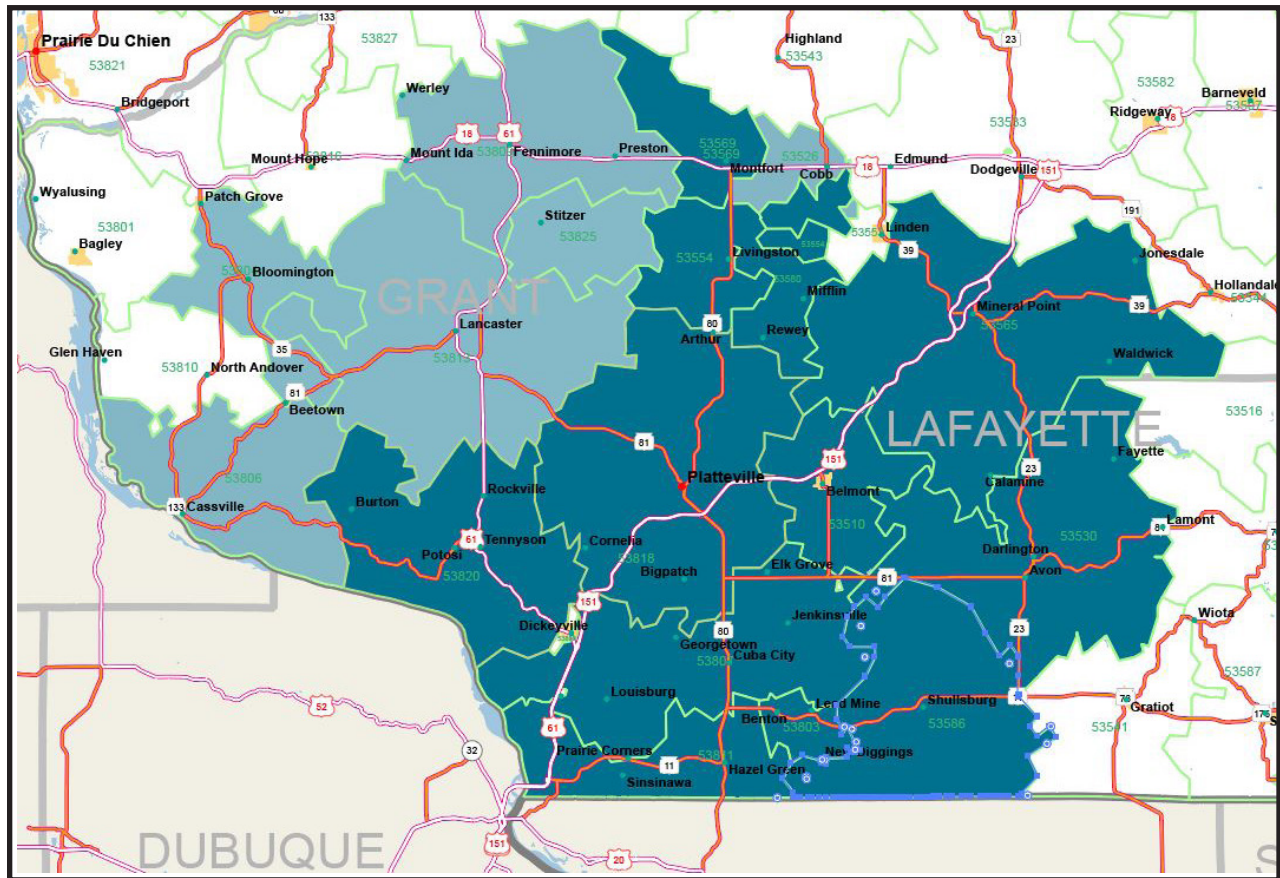 133
Prairie Du Chien
53827
23
Highland
53821
53543
53582
Werley
Barneveld
Bridgeport
Ridgeway
53533
18
61
18
53569
Fennimore
Preston
53569
53526
Mount Hope
Mount Ida
Montfort
Edmund
Cobb
18
Dodgeville
151
Wyalusing
Patch Grove
191
Stitzer
53801
53825
Linden
Bagley
53554
39
53554
Livingston
Jonesdale
Bloomington
53580
Hollandale
GRANT
Mifflin
39
Mineral Point
53565
Lancaster
80
Rewey
Arthur
35
Glen Haven
Waldwick
53810
North Andover
81
Beetown
53516
LAFAYETTE
81
151
Fayette
23
53806
Platteville
Calamine
Belmont
Rockville
133
Cassville
Burton
53510
Lamont
81
61
Tennyson
53530
Cornelia
Potosi
53818
Darlington
53820
Bigpatch
Elk Grove
81
Avon
151
Jenkinsville
Wiota
Dickeyville
80
23
Georgetown
Cuba City
53587
52
Louisburg
Shullsburg
78
Lead Mine
Gratiot
Benton
53803
53586
61
53541
32
Prairie Corners
New Diggings
53811
11
Hazel Green
Sinsinawa
DUBUQUE
151
20
S